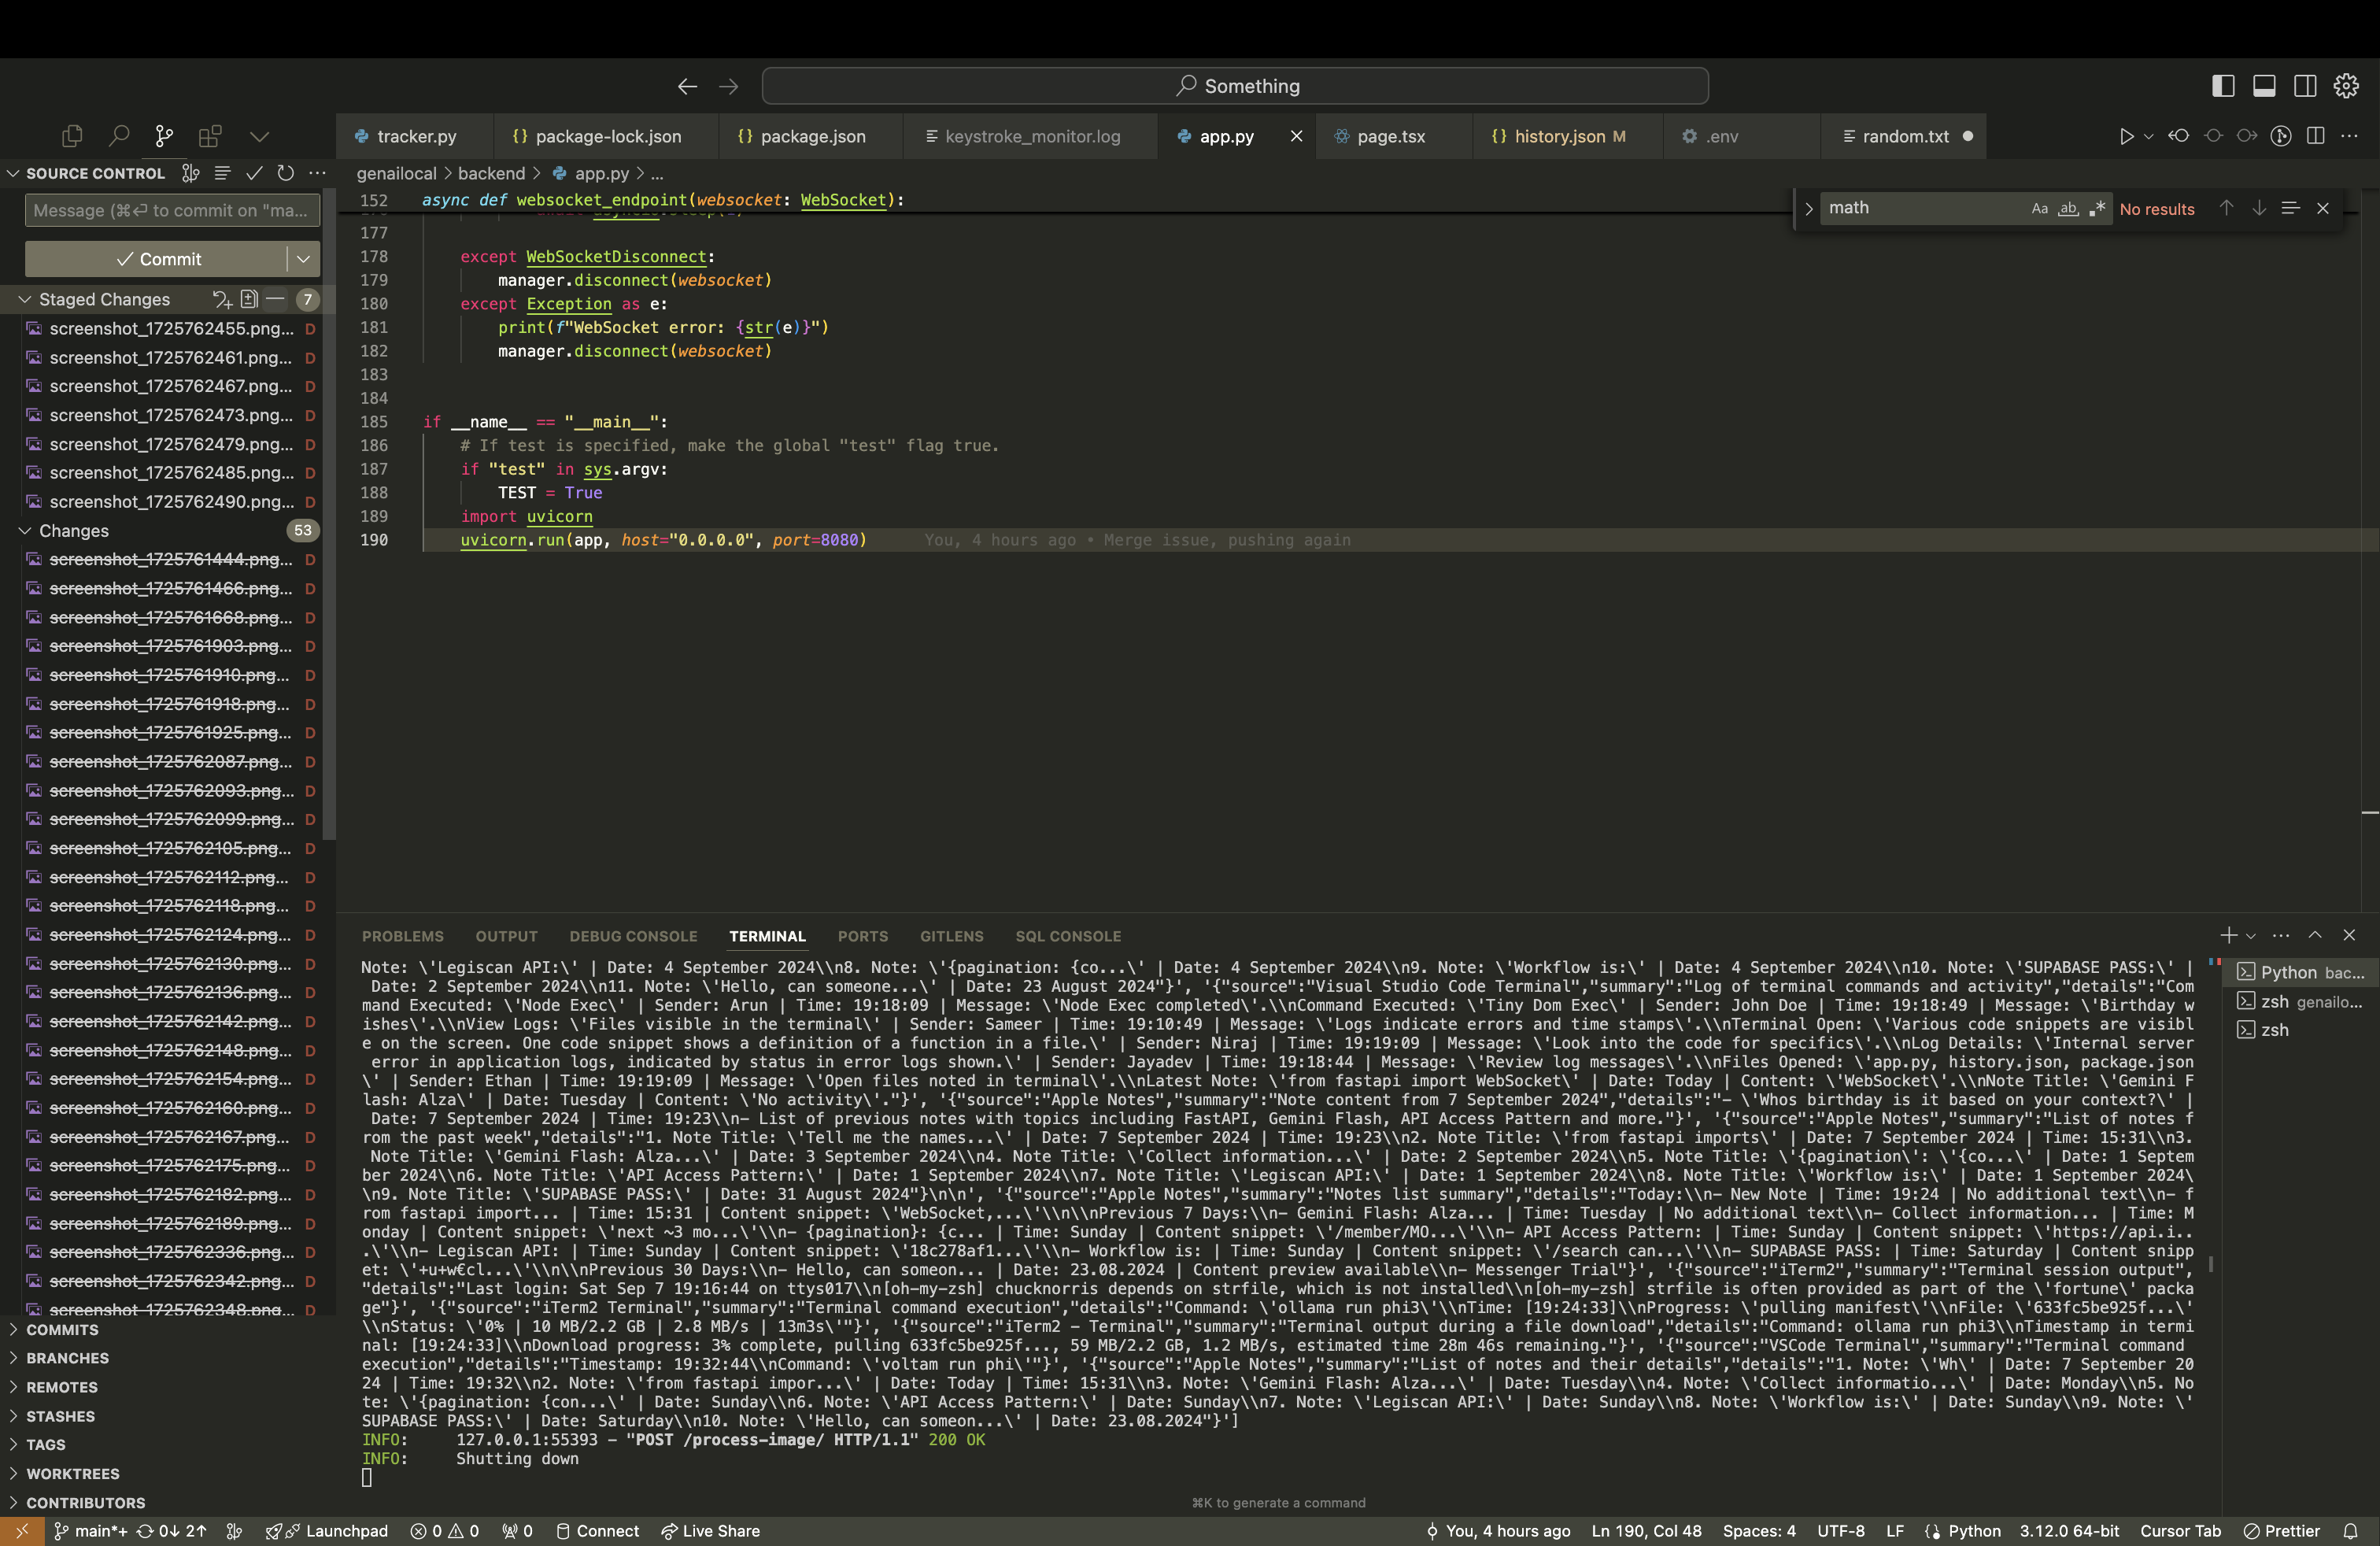 Something
tracker.py
package-lock.json
package.json
keystroke_monitor.log
app.py
page.tsx
history.json M
.env
random.txt
SOURCE CONTROL
genailocal > backend > app.py > ...
Message (⌘⏎ to commit on "ma...
Commit
Staged Changes 7
screenshot_1725762455.png... D
screenshot_1725762461.png... D
screenshot_1725762467.png... D
screenshot_1725762473.png... D
screenshot_1725762479.png... D
screenshot_1725762485.png... D
screenshot_1725762490.png... D
Changes 53
screenshot_1725761444.png... D
screenshot_1725761466.png... D
screenshot_1725761668.png... D
screenshot_1725761903.png... D
screenshot_1725761910.png... D
screenshot_1725761918.png... D
screenshot_1725761925.png... D
screenshot_1725762087.png... D
screenshot_1725762093.png... D
screenshot_1725762099.png... D
screenshot_1725762105.png... D
screenshot_1725762112.png... D
screenshot_1725762118.png... D
screenshot_1725762124.png... D
screenshot_1725762130.png... D
screenshot_1725762136.png... D
screenshot_1725762142.png... D
screenshot_1725762148.png... D
screenshot_1725762154.png... D
screenshot_1725762160.png... D
screenshot_1725762167.png... D
screenshot_1725762175.png... D
screenshot_1725762182.png... D
screenshot_1725762189.png... D
screenshot_1725762336.png... D
screenshot_1725762342.png... D
screenshot_1725762348.png... D
COMMITS
BRANCHES
REMOTES
STASHES
TAGS
WORKTREES
CONTRIBUTORS
152 async def websocket_endpoint(websocket: WebSocket):
math Aa ab .* No results
177
178 except WebSocketDisconnect:
179 manager.disconnect(websocket)
180 except Exception as e:
181 print(f"WebSocket error: {str(e)}")
182 manager.disconnect(websocket)
183
184
185 if __name__ == "__main__":
186 # If test is specified, make the global "test" flag true.
187 if "test" in sys.argv:
188 TEST = True
189 import uvicorn
190 uvicorn.run(app, host="0.0.0.0", port=8080) You, 4 hours ago • Merge issue, pushing again
PROBLEMS OUTPUT DEBUG CONSOLE TERMINAL PORTS GITLENS SQL CONSOLE
Note: \'Legiscan API:\' | Date: 4 September 2024\\n8. Note: \'{pagination: {co...\' | Date: 4 September 2024\\n9. Note: \'Workflow is:\' | Date: 4 September 2024\\n10. Note: \'SUPABASE PASS:\' |
Date: 2 September 2024\\n11. Note: \'Hello, can someone...\' | Date: 23 August 2024"}', '{"source":"Visual Studio Code Terminal","summary":"Log of terminal commands and activity","details":"Com
mand Executed: \'Node Exec\' | Sender: Arun | Time: 19:18:09 | Message: \'Node Exec completed\'.\\nCommand Executed: \'Tiny Dom Exec\' | Sender: John Doe | Time: 19:18:49 | Message: \'Birthday w
ishes\'.\\nView Logs: \'Files visible in the terminal\' | Sender: Sameer | Time: 19:10:49 | Message: \'Logs indicate errors and time stamps\'.\\nTerminal Open: \'Various code snippets are visibl
e on the screen. One code snippet shows a definition of a function in a file.\' | Sender: Niraj | Time: 19:19:09 | Message: \'Look into the code for specifics\'.\\nLog Details: \'Internal server
error in application logs, indicated by status in error logs shown.\' | Sender: Jayadev | Time: 19:18:44 | Message: \'Review log messages\'.\\nFiles Opened: \'app.py, history.json, package.json
\' | Sender: Ethan | Time: 19:19:09 | Message: \'Open files noted in terminal\'.\\nLatest Note: \'from fastapi import WebSocket\' | Date: Today | Content: \'WebSocket\'.\\nNote Title: \'Gemini F
lash: Alza\' | Date: Tuesday | Content: \'No activity\'."}', '{"source":"Apple Notes","summary":"Note content from 7 September 2024","details":"- \'Whos birthday is it based on your context?\' |
Date: 7 September 2024 | Time: 19:23\\n- List of previous notes with topics including FastAPI, Gemini Flash, API Access Pattern and more."}', '{"source":"Apple Notes","summary":"List of notes f
rom the past week","details":"1. Note Title: \'Tell me the names...\' | Date: 7 September 2024 | Time: 19:23\\n2. Note Title: \'from fastapi imports\' | Date: 7 September 2024 | Time: 15:31\\n3.
Note Title: \'Gemini Flash: Alza...\' | Date: 3 September 2024\\n4. Note Title: \'Collect information...\' | Date: 2 September 2024\\n5. Note Title: \'{pagination\': \'{co...\' | Date: 1 Septem
ber 2024\\n6. Note Title: \'API Access Pattern:\' | Date: 1 September 2024\\n7. Note Title: \'Legiscan API:\' | Date: 1 September 2024\\n8. Note Title: \'Workflow is:\' | Date: 1 September 2024\
\n9. Note Title: \'SUPABASE PASS:\' | Date: 31 August 2024"}\n\n', '{"source":"Apple Notes","summary":"Notes list summary","details":"Today:\\n- New Note | Time: 19:24 | No additional text\\n- f
rom fastapi import... | Time: 15:31 | Content snippet: \'WebSocket,...\'\\n\\nPrevious 7 Days:\\n- Gemini Flash: Alza... | Time: Tuesday | No additional text\\n- Collect information... | Time: M
onday | Content snippet: \'next ~3 mo...\'\\n- {pagination}: {c... | Time: Sunday | Content snippet: \'/member/MO...\'\\n- API Access Pattern: | Time: Sunday | Content snippet: \'https://api.i..
.\'\\n- Legiscan API: | Time: Sunday | Content snippet: \'18c278af1...\'\\n- Workflow is: | Time: Sunday | Content snippet: \'/search can...\'\\n- SUPABASE PASS: | Time: Saturday | Content snipp
et: \'+u+w€cl...\'\\n\\nPrevious 30 Days:\\n- Hello, can someon... | Date: 23.08.2024 | Content preview available\\n- Messenger Trial"}', '{"source":"iTerm2","summary":"Terminal session output",
"details":"Last login: Sat Sep 7 19:16:44 on ttys017\\n[oh-my-zsh] chucknorris depends on strfile, which is not installed\\n[oh-my-zsh] strfile is often provided as part of the \'fortune\' packa
ge"}', '{"source":"iTerm2 Terminal","summary":"Terminal command execution","details":"Command: \'ollama run phi3\'\\nTime: [19:24:33]\\nProgress: \'pulling manifest\'\\nFile: \'633fc5be925f...\'
\\nStatus: \'0% | 10 MB/2.2 GB | 2.8 MB/s | 13m3s\'"}', '{"source":"iTerm2 - Terminal","summary":"Terminal output during a file download","details":"Command: ollama run phi3\\nTimestamp in termi
nal: [19:24:33]\\nDownload progress: 3% complete, pulling 633fc5be925f..., 59 MB/2.2 GB, 1.2 MB/s, estimated time 28m 46s remaining."}', '{"source":"VSCode Terminal","summary":"Terminal command
execution","details":"Timestamp: 19:32:44\\nCommand: \'voltam run phi\'"}', '{"source":"Apple Notes","summary":"List of notes and their details","details":"1. Note: \'Wh\' | Date: 7 September 20
24 | Time: 19:32\\n2. Note: \'from fastapi impor...\' | Date: Today | Time: 15:31\\n3. Note: \'Gemini Flash: Alza...\' | Date: Tuesday\\n4. Note: \'Collect informatio...\' | Date: Monday\\n5. No
te: \'{pagination: {con...\' | Date: Sunday\\n6. Note: \'API Access Pattern:\' | Date: Sunday\\n7. Note: \'Legiscan API:\' | Date: Sunday\\n8. Note: \'Workflow is:\' | Date: Sunday\\n9. Note: \'
SUPABASE PASS:\' | Date: Saturday\\n10. Note: \'Hello, can someon...\' | Date: 23.08.2024"}']
INFO: 127.0.0.1:55393 - "POST /process-image/ HTTP/1.1" 200 OK
INFO: Shutting down
Python bac...
zsh genailo...
zsh
⌘K to generate a command
main*+ 0↓ 2↑ Launchpad 0 0 0 Connect Live Share You, 4 hours ago Ln 190, Col 48 Spaces: 4 UTF-8 LF Python 3.12.0 64-bit Cursor Tab Prettier